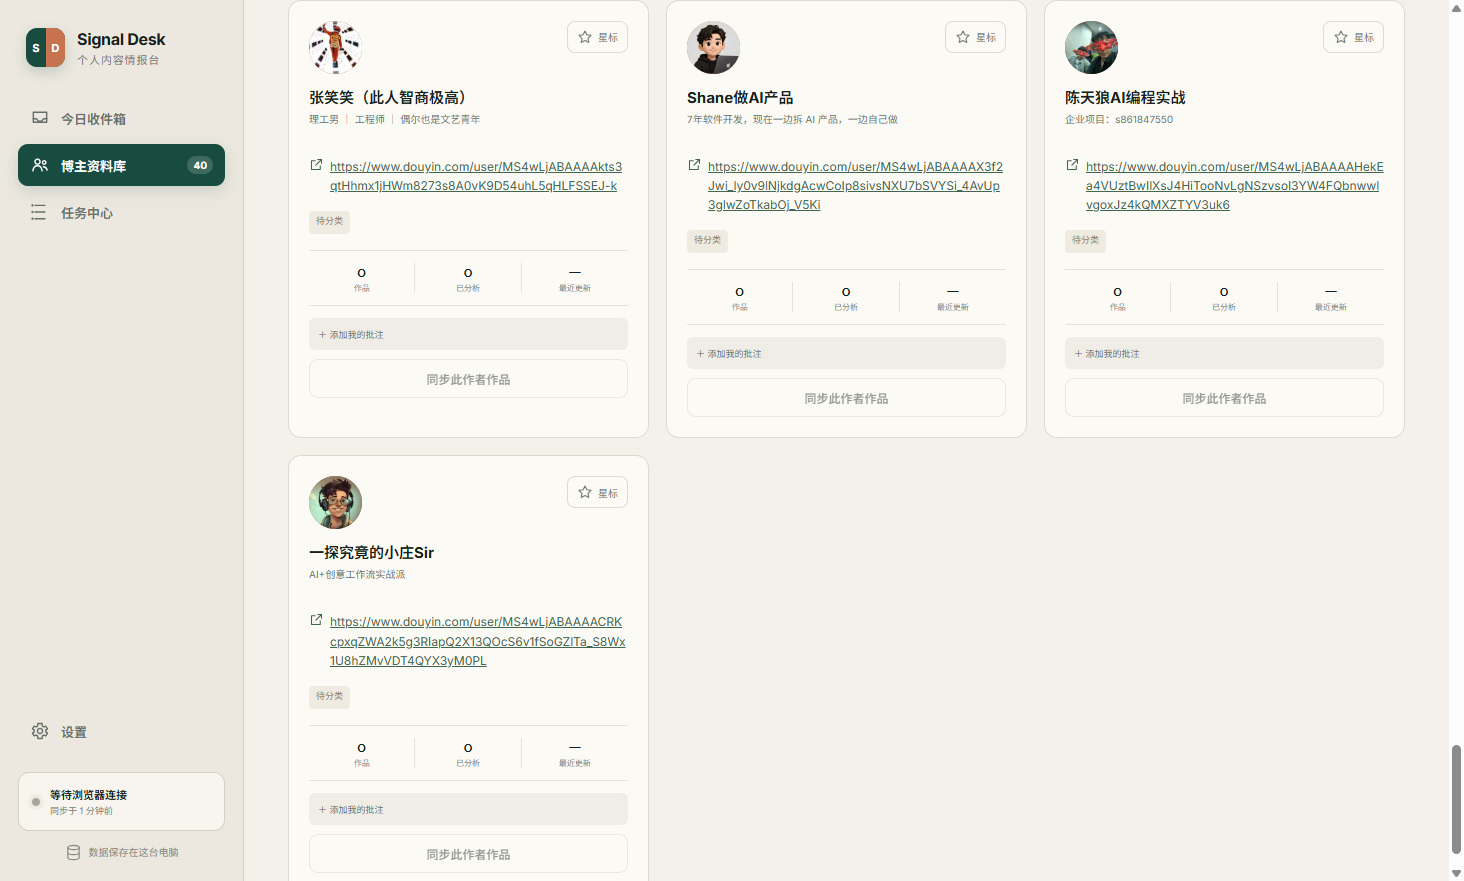 S D
Signal Desk
个人内容情报台
今日收件箱
博主资料库 40
任务中心
设置
等待浏览器连接
同步于 1 分钟前
数据保存在这台电脑
星标
张笑笑（此人智商极高）
理工男 | 工程师 | 偶尔也是文艺青年
https://www.douyin.com/user/MS4wLjABAAAAkts3
qtHhmx1jHWm8273s8A0vK9D54uhL5qHLFSSEJ-k
待分类
0 0 —
作品 已分析 最近更新
+ 添加我的批注
同步此作者作品
星标
Shane做AI产品
7年软件开发，现在一边拆 AI 产品，一边自己做
https://www.douyin.com/user/MS4wLjABAAAAX3f2
Jwi_ly0v9INjkdgAcwCoIp8sivsNXU7bSVYSi_4AvUp
3glwZoTkabOj_V5Ki
待分类
0 0 —
作品 已分析 最近更新
+ 添加我的批注
同步此作者作品
星标
陈天狼AI编程实战
企业项目：s861847550
https://www.douyin.com/user/MS4wLjABAAAAHekE
a4VUztBwIlXsJ4HiTooNvLgNSzvsoI3YW4FQbnwwI
vgoxJz4kQMXZTYV3uk6
待分类
0 0 —
作品 已分析 最近更新
+ 添加我的批注
同步此作者作品
星标
一探究竟的小庄Sir
AI+创意工作流实战派
https://www.douyin.com/user/MS4wLjABAAAACRK
cpxqZWA2k5g3RIapQ2X13QOcS6v1fSoGZlTa_S8Wx
1U8hZMvVDT4QYX3yM0PL
待分类
0 0 —
作品 已分析 最近更新
+ 添加我的批注
同步此作者作品